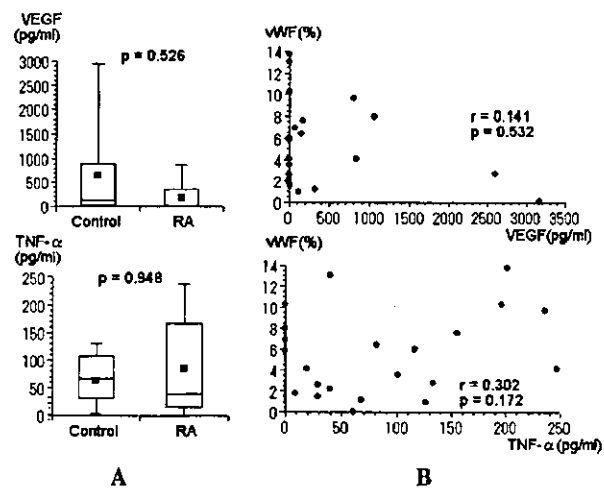 VEGF
(pg/ml)
p = 0.526
3000
2500
2000
1500
1000
500
0
Control RA
TNF-α
(pg/ml)
p = 0.948
250
200
150
100
50
0
Control RA
A
vWF(%)
14
12
10
8
6
4
2
0
r = 0.141
p = 0.532
0 500 1000 1500 2000 2500 3000 3500
VEGF(pg/ml)
vWF(%)
14
12
10
8
6
4
2
0
r = 0.302
p = 0.172
0 50 100 150 200 250
TNF-α(pg/ml)
B